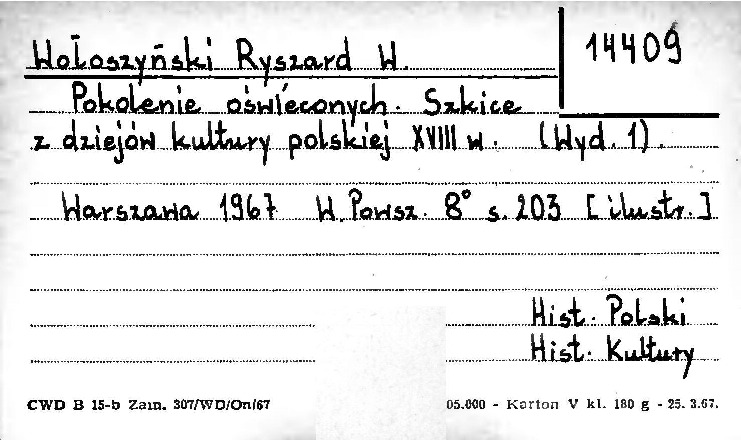 Wołoszyński Ryszard W.
14409
Pokolenie oświeconych. Szkice
z dziejów kultury polskiej XVIII w. (Wyd. 1).
Warszawa 1967 W. Powsz. 8° s. 203 [ilustr.]
Hist. Polski
Hist. Kultury
CWD B 15-b Zam. 307/WD/On/67
05.000 - Karton V kl. 180 g - 25. 3.67.